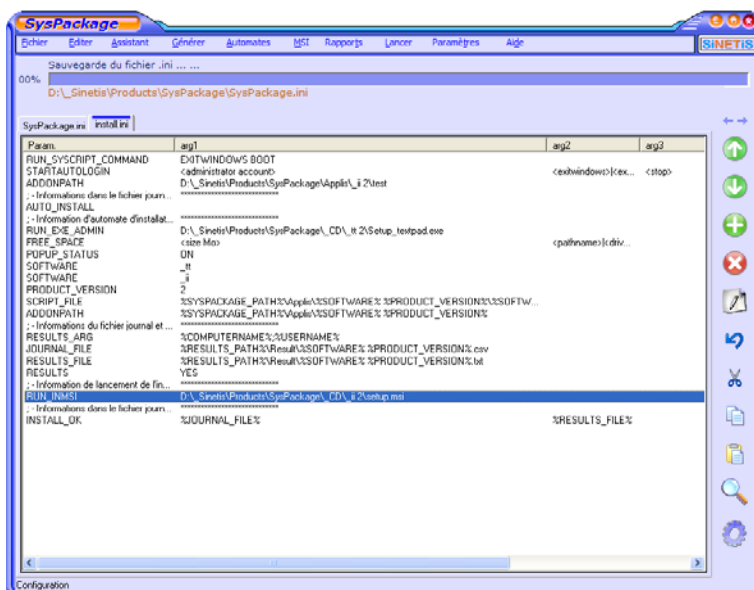 SysPackage
Fichier Editer Assistant Générer Automates MSI Rapports Lancer Paramètres Aide
SiNETiS
Sauvegarde du fichier .ini ... ...
00%
D:\_Sinetis\Products\SysPackage\SysPackage.ini
SysPackage.ini install.ini
Param. arg1 arg2 arg3
RUN_SYSCRIPT_COMMAND EXITWINDOWS BOOT
STARTAUTOLOGIN <administrator account> <exitwindows>|<ex... <stop>
ADDONPATH D:\_Sinetis\Products\SysPackage\Applis\_ii 2\test
; - Informations dans le fichier journ... ****************************
AUTO_INSTALL
; - Information d'automate d'installat... ****************************
RUN_EXE_ADMIN D:\_Sinetis\Products\SysPackage\_CD\_tt 2\Setup_textpad.exe
FREE_SPACE <size Mo> <pathname>|<driv...
POPUP_STATUS ON
SOFTWARE _tt
SOFTWARE _ii
PRODUCT_VERSION 2
SCRIPT_FILE %SYSPACKAGE_PATH%\Applis\%SOFTWARE% %PRODUCT_VERSION%\%SOFTW...
ADDONPATH %SYSPACKAGE_PATH%\Applis\%SOFTWARE% %PRODUCT_VERSION%
; - Informations du fichier journal et ... ****************************
RESULTS_ARG %COMPUTERNAME%;%USERNAME%
JOURNAL_FILE %RESULTS_PATH%\Result\%SOFTWARE% %PRODUCT_VERSION%.csv
RESULTS_FILE %RESULTS_PATH%\Result\%SOFTWARE% %PRODUCT_VERSION%.txt
RESULTS YES
; - Information de lancement de l'in... ****************************
RUN_INMSI D:\_Sinetis\Products\SysPackage\_CD\_ii 2\setup.msi
; - Informations dans le fichier journ... ****************************
INSTALL_OK %JOURNAL_FILE% %RESULTS_FILE%
Configuration